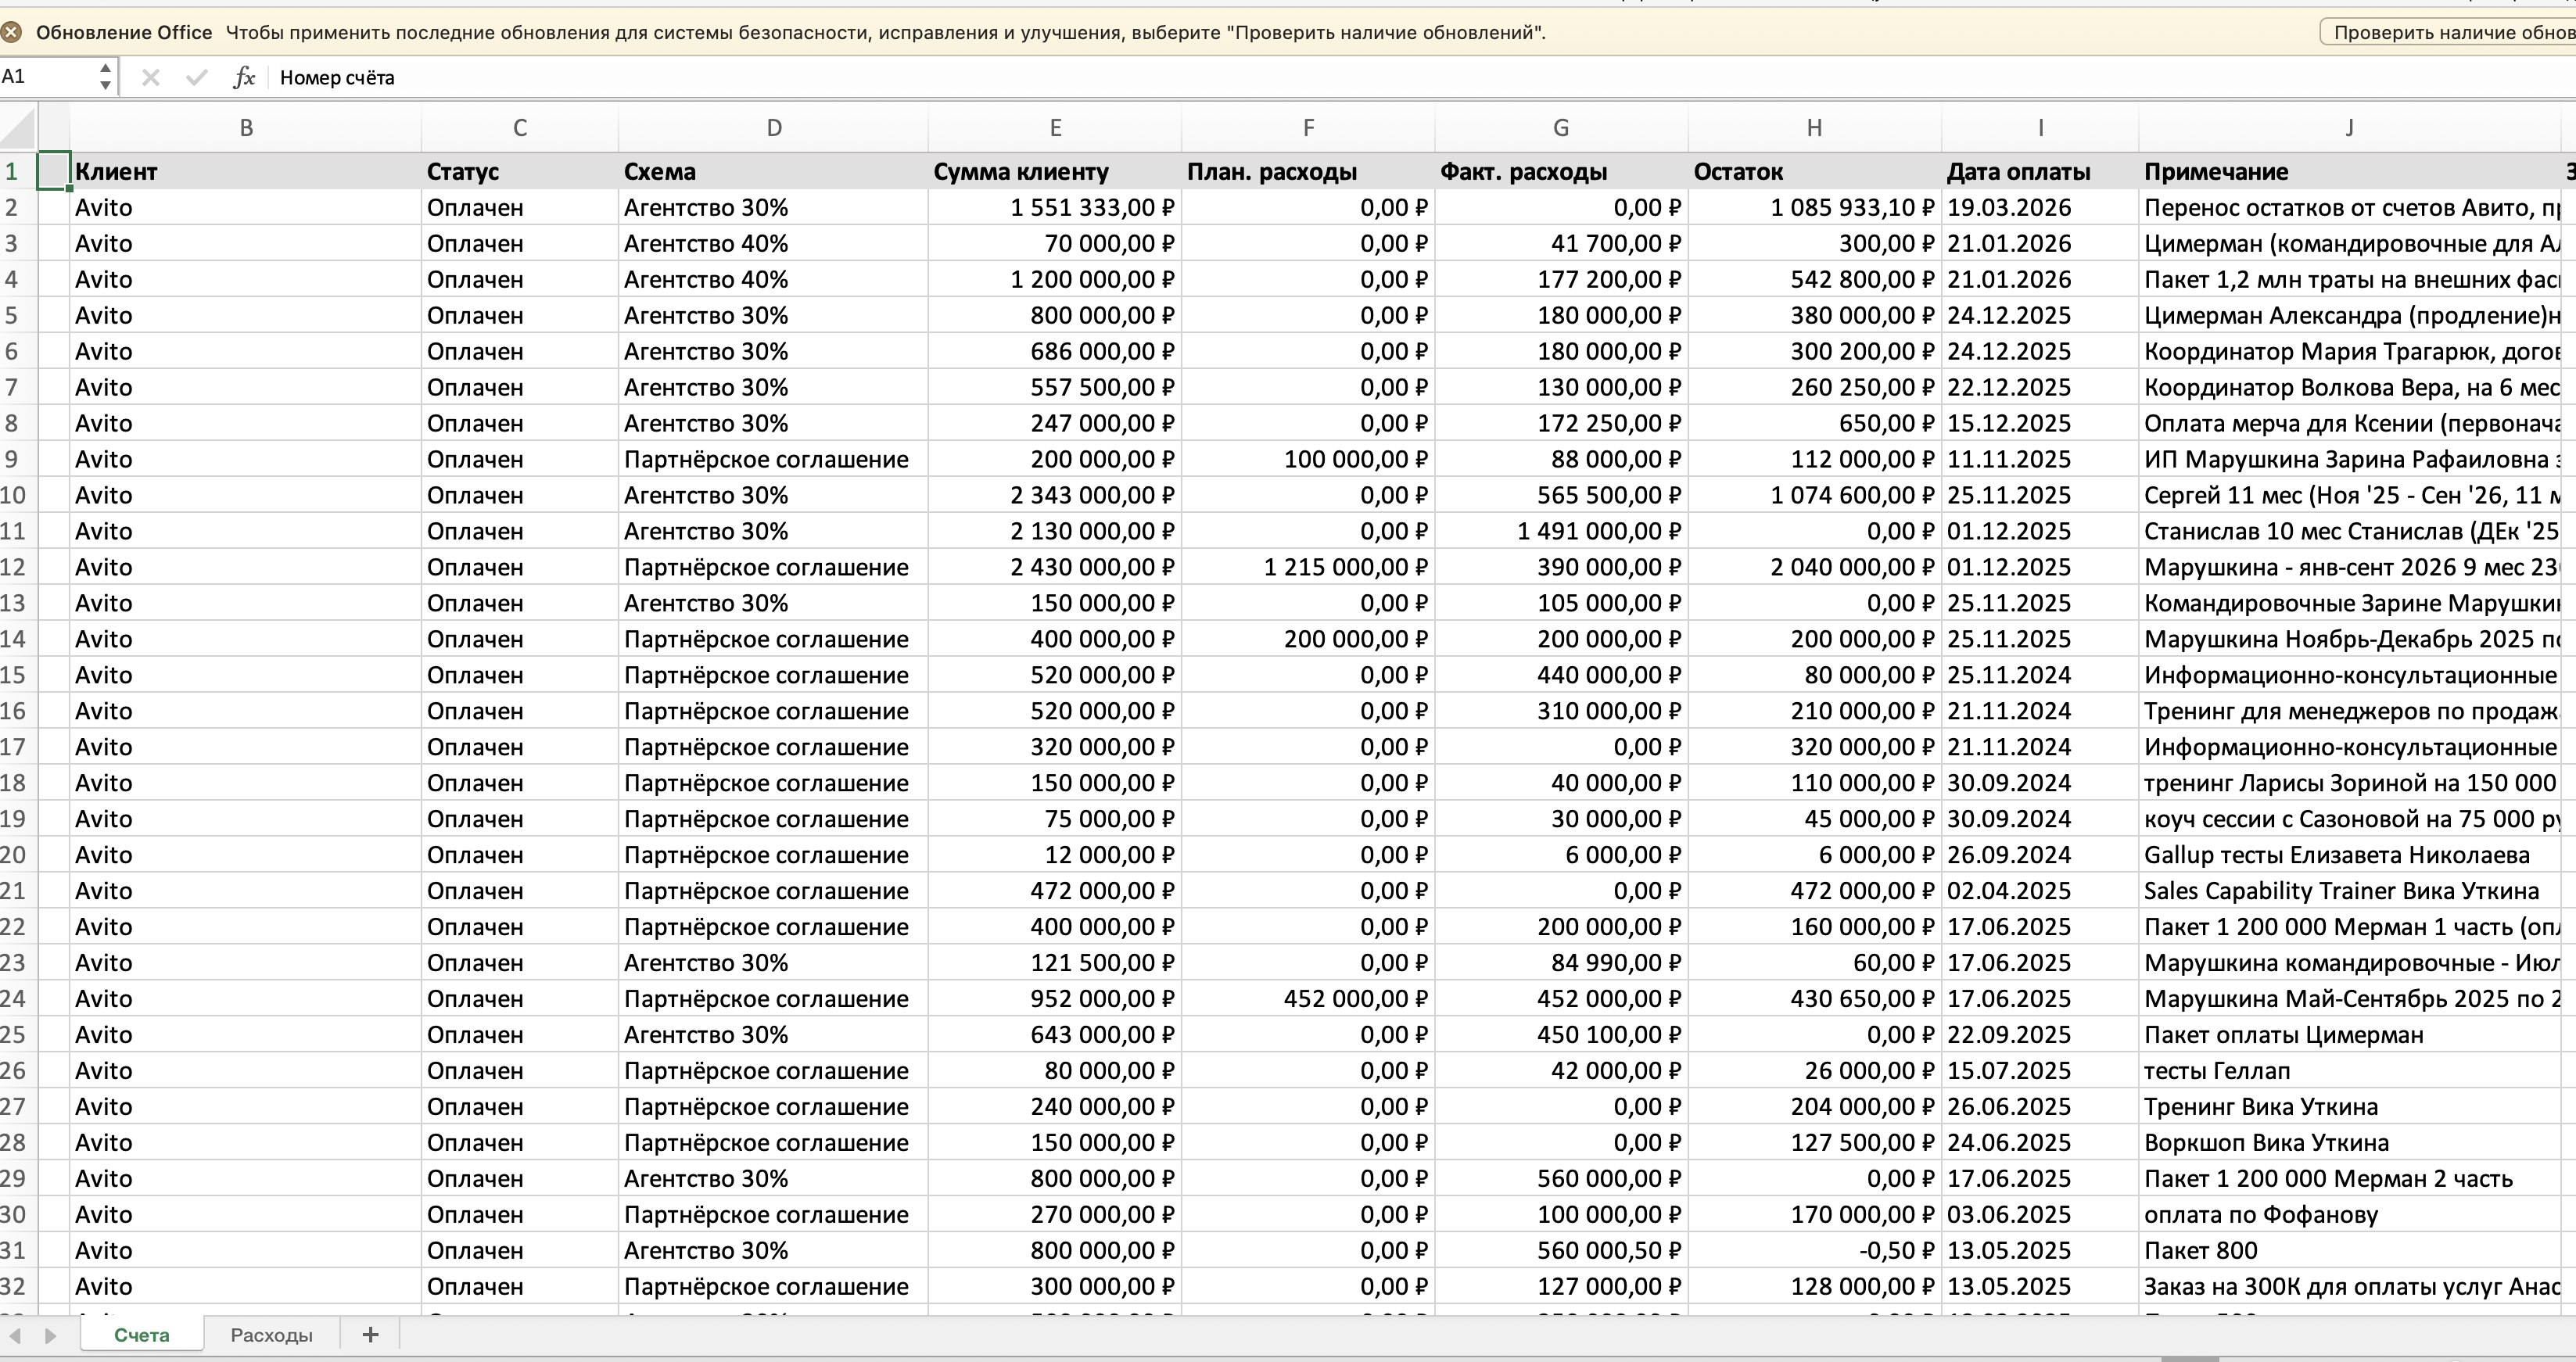 Обновление Office Чтобы применить последние обновления для системы безопасности, исправления и улучшения, выберите "Проверить наличие обновлений". Проверить наличие обнов
A1 fx Номер счёта
B C D E F G H I J
1 Клиент Статус Схема Сумма клиенту План. расходы Факт. расходы Остаток Дата оплаты Примечание
2 Avito Оплачен Агентство 30% 1 551 333,00 ₽ 0,00 ₽ 0,00 ₽ 1 085 933,10 ₽ 19.03.2026 Перенос остатков от счетов Авито,
3 Avito Оплачен Агентство 40% 70 000,00 ₽ 0,00 ₽ 41 700,00 ₽ 300,00 ₽ 21.01.2026 Цимерман (командировочные для
4 Avito Оплачен Агентство 40% 1 200 000,00 ₽ 0,00 ₽ 177 200,00 ₽ 542 800,00 ₽ 21.01.2026 Пакет 1,2 млн траты на внешних фас
5 Avito Оплачен Агентство 30% 800 000,00 ₽ 0,00 ₽ 180 000,00 ₽ 380 000,00 ₽ 24.12.2025 Цимерман Александра (продление)н
6 Avito Оплачен Агентство 30% 686 000,00 ₽ 0,00 ₽ 180 000,00 ₽ 300 200,00 ₽ 24.12.2025 Координатор Мария Трагарюк, догов
7 Avito Оплачен Агентство 30% 557 500,00 ₽ 0,00 ₽ 130 000,00 ₽ 260 250,00 ₽ 22.12.2025 Координатор Волкова Вера, на 6 мес
8 Avito Оплачен Агентство 30% 247 000,00 ₽ 0,00 ₽ 172 250,00 ₽ 650,00 ₽ 15.12.2025 Оплата мерча для Ксении (первонача
9 Avito Оплачен Партнёрское соглашение 200 000,00 ₽ 100 000,00 ₽ 88 000,00 ₽ 112 000,00 ₽ 11.11.2025 ИП Марушкина Зарина Рафаиловна
10 Avito Оплачен Агентство 30% 2 343 000,00 ₽ 0,00 ₽ 565 500,00 ₽ 1 074 600,00 ₽ 25.11.2025 Сергей 11 мес (Ноя '25 - Сен '26, 11 м
11 Avito Оплачен Агентство 30% 2 130 000,00 ₽ 0,00 ₽ 1 491 000,00 ₽ 0,00 ₽ 01.12.2025 Станислав 10 мес Станислав (ДЕк '25
12 Avito Оплачен Партнёрское соглашение 2 430 000,00 ₽ 1 215 000,00 ₽ 390 000,00 ₽ 2 040 000,00 ₽ 01.12.2025 Марушкина - янв-сент 2026 9 мес 23
13 Avito Оплачен Агентство 30% 150 000,00 ₽ 0,00 ₽ 105 000,00 ₽ 0,00 ₽ 25.11.2025 Командировочные Зарине Марушки
14 Avito Оплачен Партнёрское соглашение 400 000,00 ₽ 200 000,00 ₽ 200 000,00 ₽ 200 000,00 ₽ 25.11.2025 Марушкина Ноябрь-Декабрь 2025 по
15 Avito Оплачен Партнёрское соглашение 520 000,00 ₽ 0,00 ₽ 440 000,00 ₽ 80 000,00 ₽ 25.11.2024 Информационно-консультационные
16 Avito Оплачен Партнёрское соглашение 520 000,00 ₽ 0,00 ₽ 310 000,00 ₽ 210 000,00 ₽ 21.11.2024 Тренинг для менеджеров по продаж
17 Avito Оплачен Партнёрское соглашение 320 000,00 ₽ 0,00 ₽ 0,00 ₽ 320 000,00 ₽ 21.11.2024 Информационно-консультационные
18 Avito Оплачен Партнёрское соглашение 150 000,00 ₽ 0,00 ₽ 40 000,00 ₽ 110 000,00 ₽ 30.09.2024 тренинг Ларисы Зориной на 150 000
19 Avito Оплачен Партнёрское соглашение 75 000,00 ₽ 0,00 ₽ 30 000,00 ₽ 45 000,00 ₽ 30.09.2024 коуч сессии с Сазоновой на 75 000 ру
20 Avito Оплачен Партнёрское соглашение 12 000,00 ₽ 0,00 ₽ 6 000,00 ₽ 6 000,00 ₽ 26.09.2024 Gallup тесты Елизавета Николаева
21 Avito Оплачен Партнёрское соглашение 472 000,00 ₽ 0,00 ₽ 0,00 ₽ 472 000,00 ₽ 02.04.2025 Sales Capability Trainer Вика Уткина
22 Avito Оплачен Партнёрское соглашение 400 000,00 ₽ 0,00 ₽ 200 000,00 ₽ 160 000,00 ₽ 17.06.2025 Пакет 1 200 000 Мерман 1 часть (опл
23 Avito Оплачен Агентство 30% 121 500,00 ₽ 0,00 ₽ 84 990,00 ₽ 60,00 ₽ 17.06.2025 Марушкина командировочные - Июл
24 Avito Оплачен Партнёрское соглашение 952 000,00 ₽ 452 000,00 ₽ 452 000,00 ₽ 430 650,00 ₽ 17.06.2025 Марушкина Май-Сентябрь 2025 по 2
25 Avito Оплачен Агентство 30% 643 000,00 ₽ 0,00 ₽ 450 100,00 ₽ 0,00 ₽ 22.09.2025 Пакет оплаты Цимерман
26 Avito Оплачен Партнёрское соглашение 80 000,00 ₽ 0,00 ₽ 42 000,00 ₽ 26 000,00 ₽ 15.07.2025 тесты Геллап
27 Avito Оплачен Партнёрское соглашение 240 000,00 ₽ 0,00 ₽ 0,00 ₽ 204 000,00 ₽ 26.06.2025 Тренинг Вика Уткина
28 Avito Оплачен Партнёрское соглашение 150 000,00 ₽ 0,00 ₽ 0,00 ₽ 127 500,00 ₽ 24.06.2025 Воркшоп Вика Уткина
29 Avito Оплачен Агентство 30% 800 000,00 ₽ 0,00 ₽ 560 000,00 ₽ 0,00 ₽ 17.06.2025 Пакет 1 200 000 Мерман 2 часть
30 Avito Оплачен Партнёрское соглашение 270 000,00 ₽ 0,00 ₽ 100 000,00 ₽ 170 000,00 ₽ 03.06.2025 оплата по Фофанову
31 Avito Оплачен Агентство 30% 800 000,00 ₽ 0,00 ₽ 560 000,50 ₽ -0,50 ₽ 13.05.2025 Пакет 800
32 Avito Оплачен Партнёрское соглашение 300 000,00 ₽ 0,00 ₽ 127 000,00 ₽ 128 000,00 ₽ 13.05.2025 Заказ на 300К для оплаты услуг Анас
Счета Расходы +